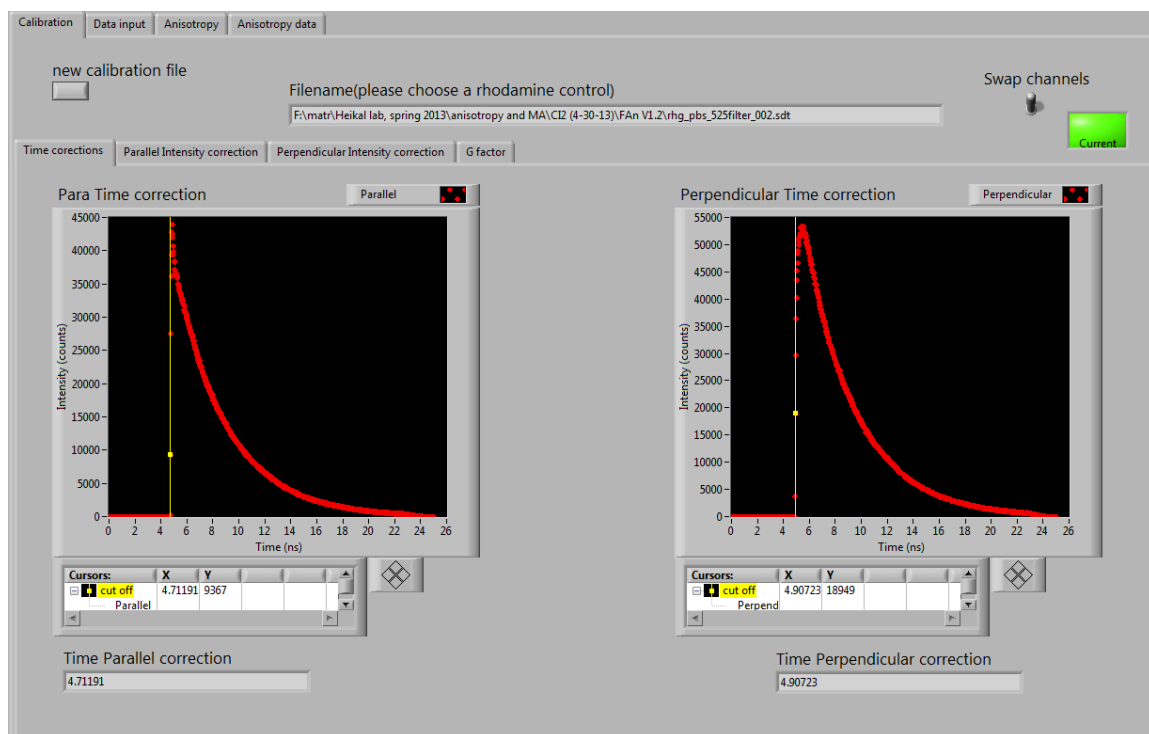 Calibration Data input Anisotropy Anisotropy data
new calibration file
Filename(please choose a rhodamine control)
F:\matr\Heikal lab, spring 2013\anisotropy and MA\CI2 (4-30-13)\FAn V1.2\rhg_pbs_525filter_002.sdt
Swap channels
Current
Time corections Parallel Intensity correction Perpendicular Intensity correction G factor
Para Time correction
Parallel
45000
40000
35000
30000
25000
20000
15000
10000
5000
0
Intensity (counts)
0 2 4 6 8 10 12 14 16 18 20 22 24 26
Time (ns)
Cursors: X Y
cut off 4.71191 9367
Parallel
Time Parallel correction
4.71191
Perpendicular Time correction
Perpendicular
55000
50000
45000
40000
35000
30000
25000
20000
15000
10000
5000
0
Intensity (counts)
0 2 4 6 8 10 12 14 16 18 20 22 24 26
Time (ns)
Cursors: X Y
cut off 4.90723 18949
Perpend
Time Perpendicular correction
4.90723